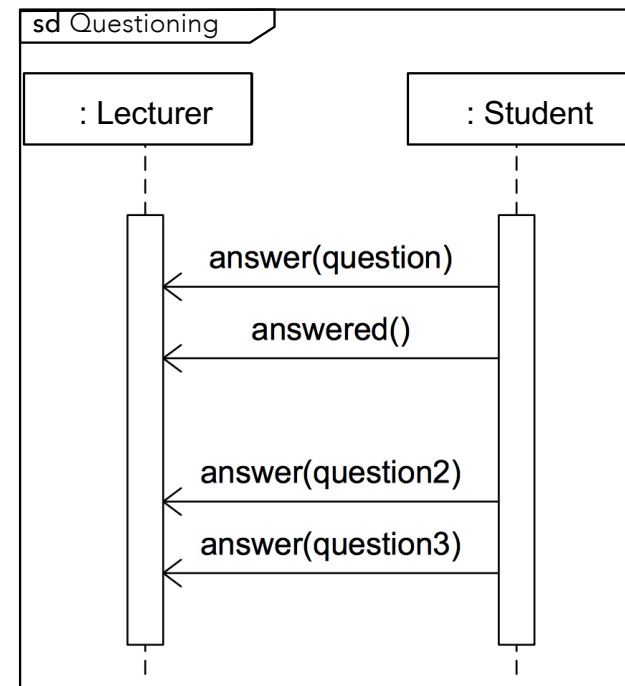 sd Questioning
: Lecturer
: Student
answer(question)
answered()
answer(question2)
answer(question3)